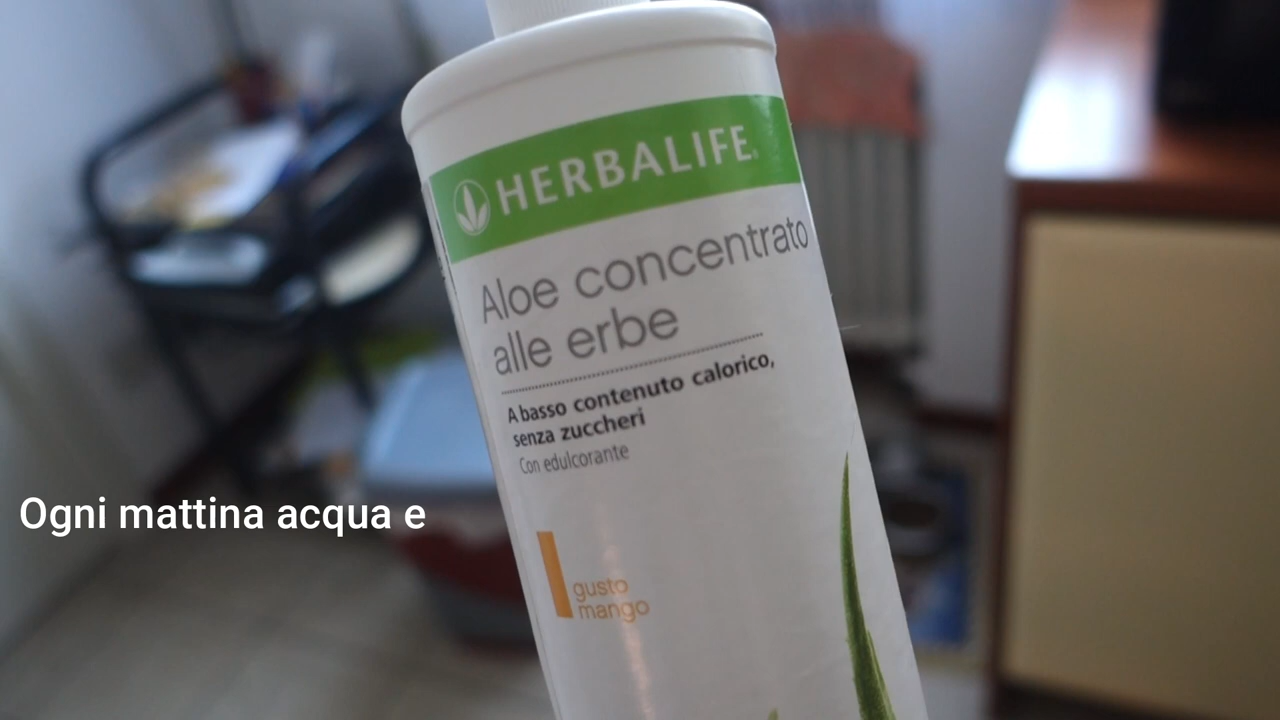 HERBALIFE
Aloe concentrato
alle erbe
A basso contenuto calorico,
senza zuccheri
Con edulcorante
gusto
mango
Ogni mattina acqua e